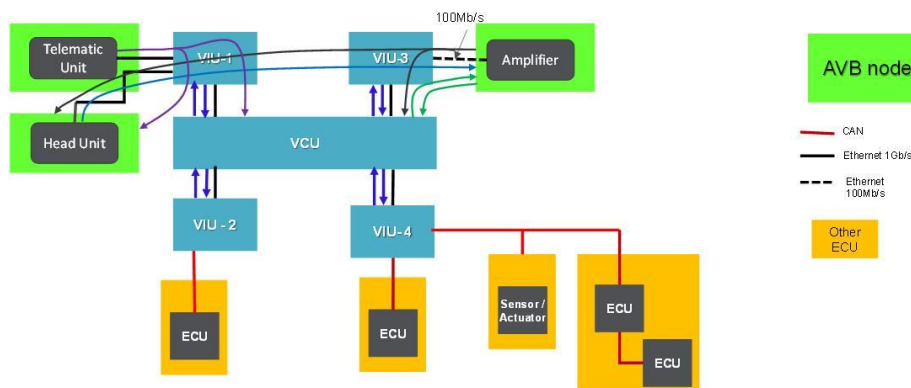 100Mb/s
Telematic
Unit
VIU-1
VIU-3
Amplifier
AVB node
Head Unit
VCU
CAN
Ethernet 1Gb/s
Ethernet
100Mb/s
VIU - 2
VIU-4
Other
ECU
Sensor /
Actuator
ECU
ECU
ECU
ECU